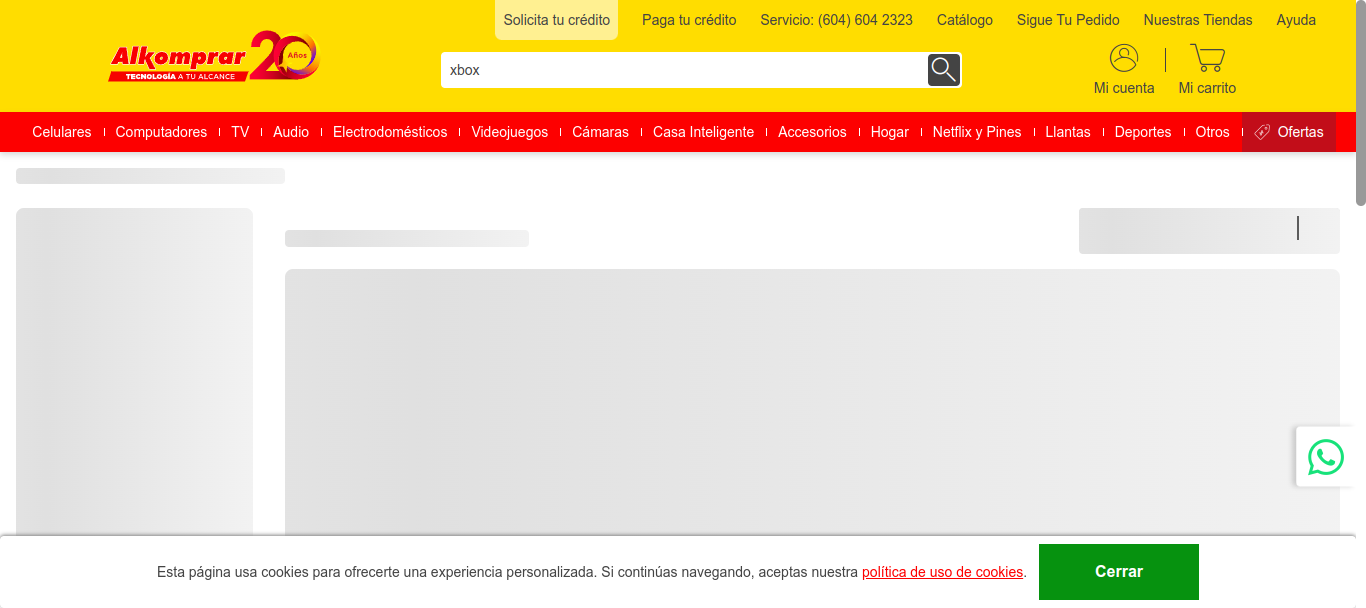 Solicita tu crédito Paga tu crédito Servicio: (604) 604 2323 Catálogo Sigue Tu Pedido Nuestras Tiendas Ayuda
Alkomprar 20 Años
TECNOLOGÍA A TU ALCANCE
xbox
Mi cuenta Mi carrito
Celulares Computadores TV Audio Electrodomésticos Videojuegos Cámaras Casa Inteligente Accesorios Hogar Netflix y Pines Llantas Deportes Otros Ofertas
Esta página usa cookies para ofrecerte una experiencia personalizada. Si continúas navegando, aceptas nuestra política de uso de cookies.
Cerrar